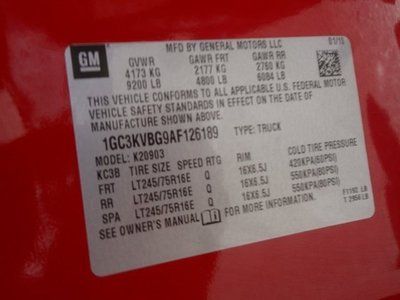 GM
MFD BY GENERAL MOTORS LLC 01/10
GVWR GAWR FRT GAWR RR
4173 KG 2177 KG 2760 KG
9200 LB 4800 LB 6084 LB
THIS VEHICLE CONFORMS TO ALL APPLICABLE U.S. FEDERAL MOTOR
VEHICLE SAFETY STANDARDS IN EFFECT ON THE DATE OF
MANUFACTURE SHOWN ABOVE.
1GC3KVBG9AF126189 TYPE: TRUCK
MODEL: K20903
KC3B TIRE SIZE SPEED RTG RIM COLD TIRE PRESSURE
FRT LT245/75R16E Q 16X6.5J 420KPA(60PSI)
RR LT245/75R16E Q 16X6.5J 550KPA(80PSI)
SPA LT245/75R16E Q 16X6.5J 550KPA(80PSI)
SEE OWNER'S MANUAL FOR MORE INFORMATION.
LB
T 2956 LB